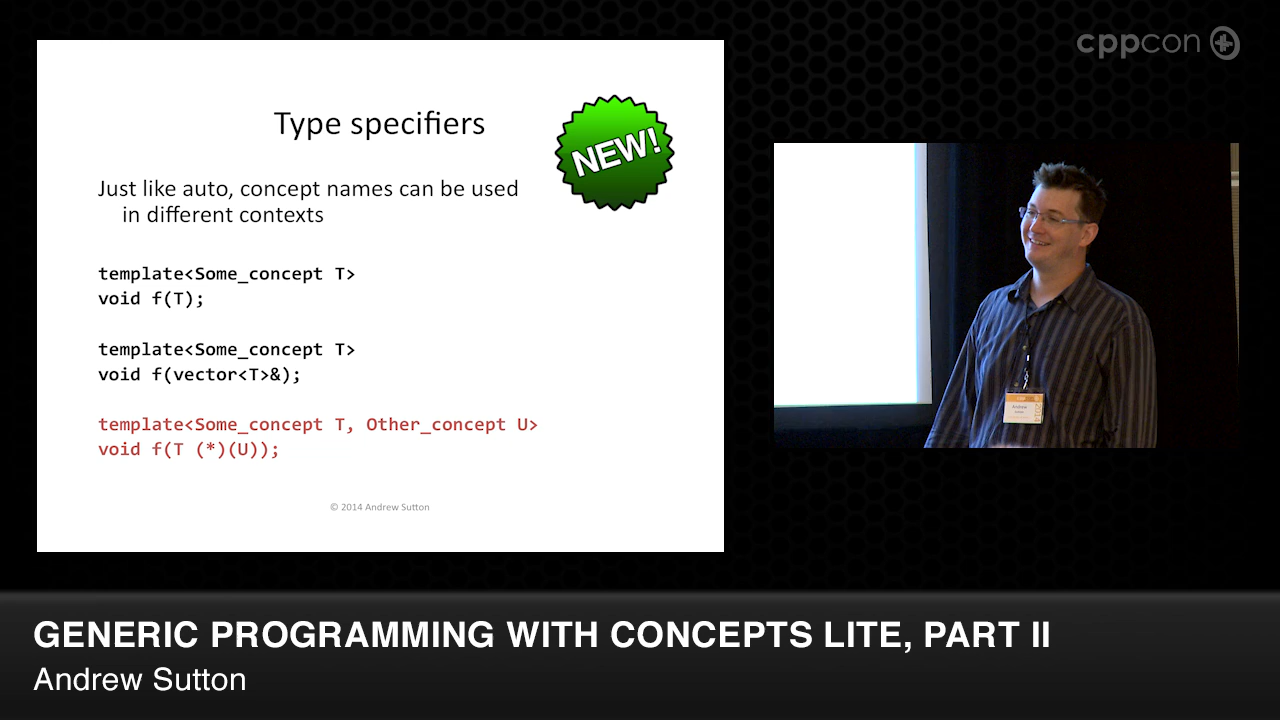 cppcon
Type specifiers
NEW!
Just like auto, concept names can be used
in different contexts
template<Some_concept T>
void f(T);
template<Some_concept T>
void f(vector<T>&);
template<Some_concept T, Other_concept U>
void f(T (*)(U));
© 2014 Andrew Sutton
Andrew
GENERIC PROGRAMMING WITH CONCEPTS LITE, PART II
Andrew Sutton